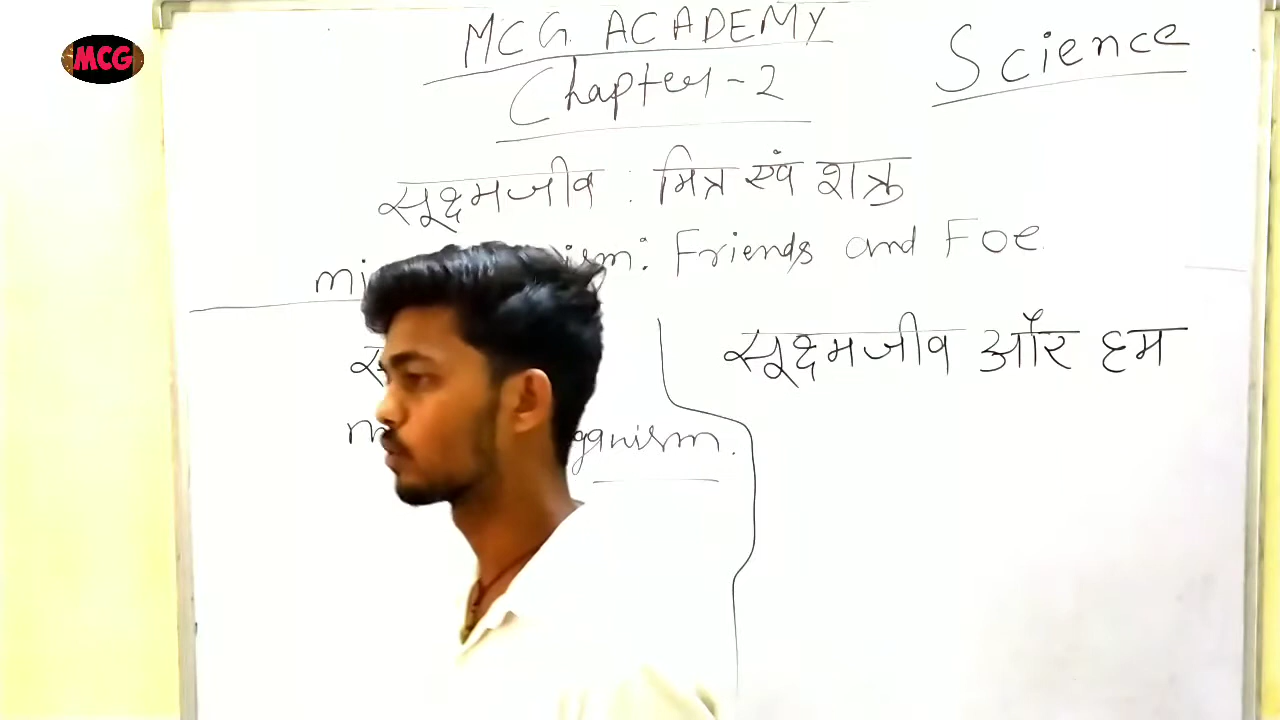 MCG
MCG ACADEMY
Science
Chapter-2
सूक्ष्मजीव : मित्र एवं शत्रु
: Friends and Foe
सूक्ष्मजीव और हम